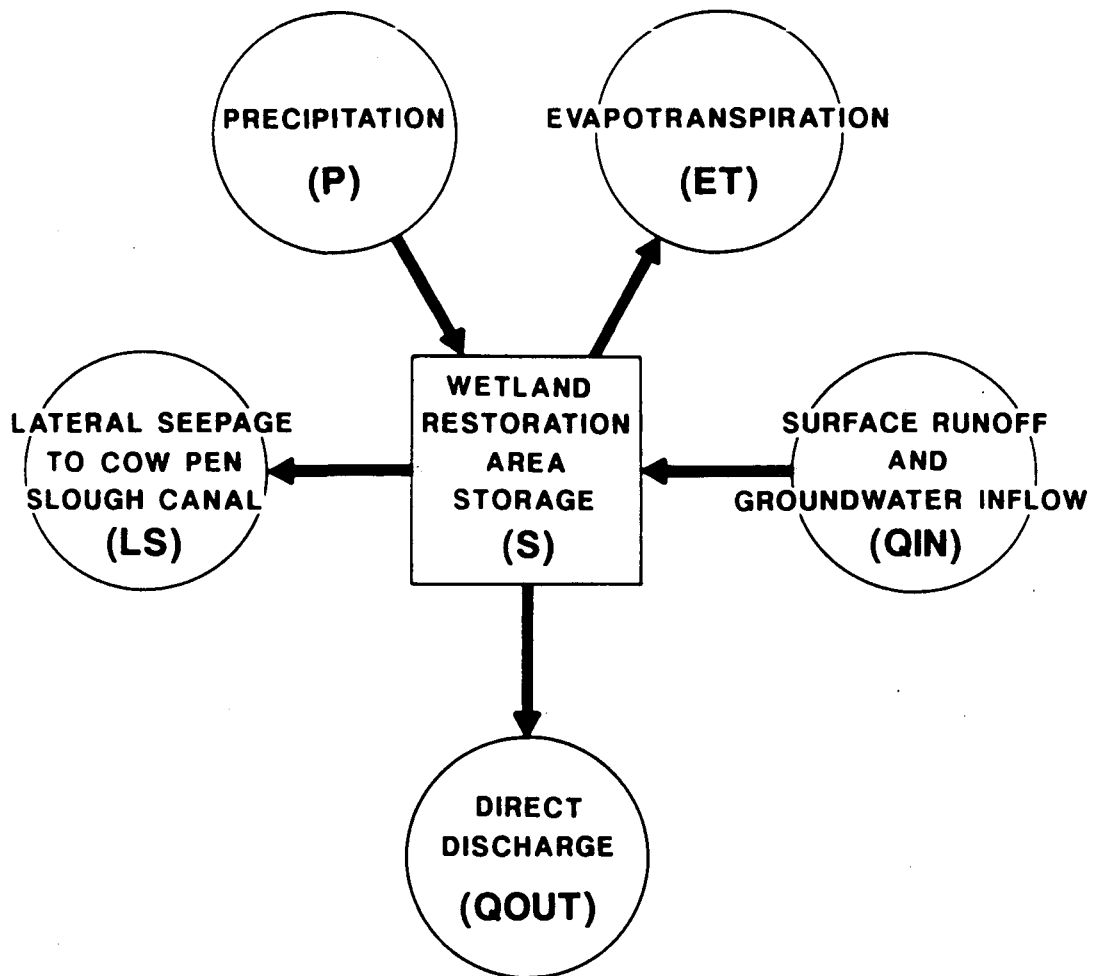 PRECIPITATION
(P)
EVAPOTRANSPIRATION
(ET)
LATERAL SEEPAGE
TO COW PEN
SLOUGH CANAL
(LS)
WETLAND
RESTORATION
AREA
STORAGE
(S)
SURFACE RUNOFF
AND
GROUNDWATER INFLOW
(QIN)
DIRECT
DISCHARGE
(QOUT)